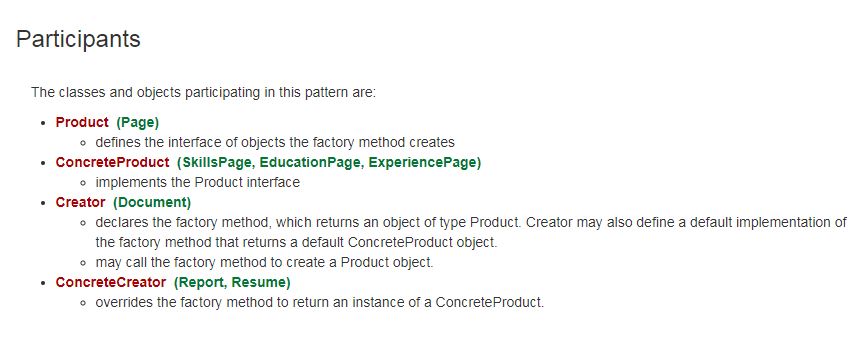 Participants
The classes and objects participating in this pattern are:
Product (Page)
defines the interface of objects the factory method creates
ConcreteProduct (SkillsPage, EducationPage, ExperiencePage)
implements the Product interface
Creator (Document)
declares the factory method, which returns an object of type Product. Creator may also define a default implementation of
the factory method that returns a default ConcreteProduct object.
may call the factory method to create a Product object.
ConcreteCreator (Report, Resume)
overrides the factory method to return an instance of a ConcreteProduct.